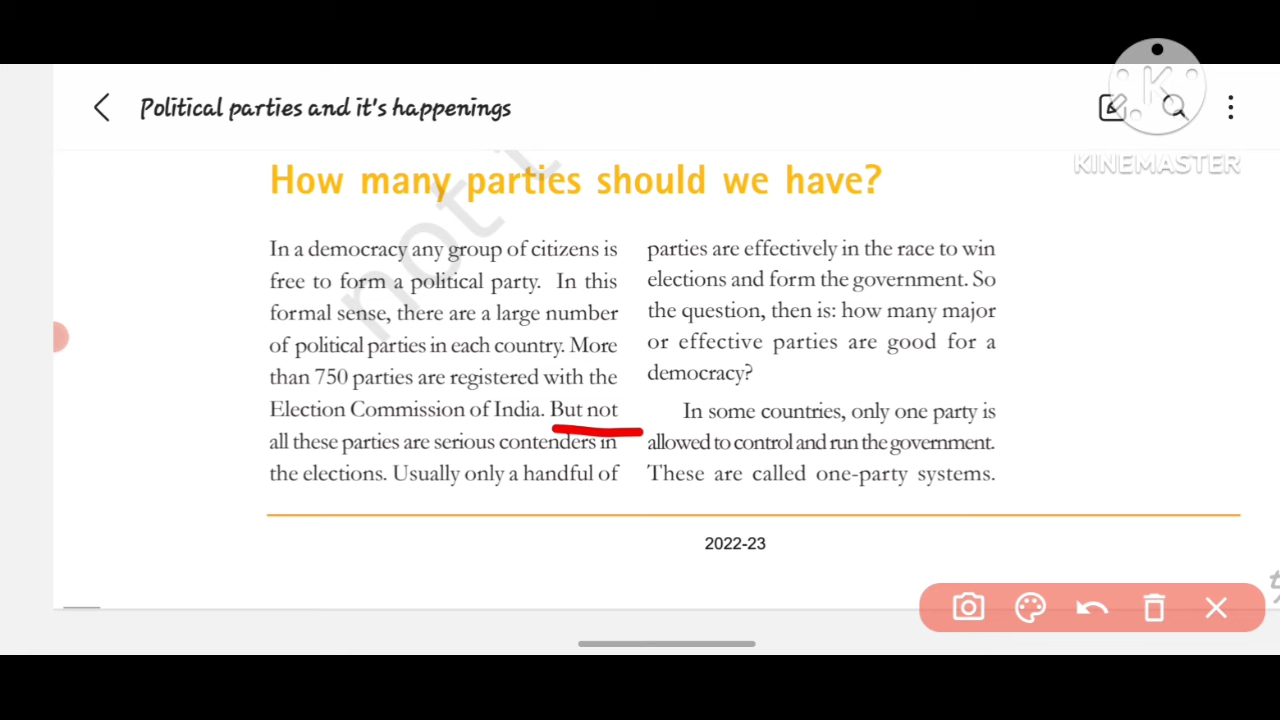 Political parties and it's happenings
KINEMASTER
How many parties should we have?
In a democracy any group of citizens is
free to form a political party. In this
formal sense, there are a large number
of political parties in each country. More
than 750 parties are registered with the
Election Commission of India. But not
all these parties are serious contenders in
the elections. Usually only a handful of
parties are effectively in the race to win
elections and form the government. So
the question, then is: how many major
or effective parties are good for a
democracy?
In some countries, only one party is
allowed to control and run the government.
These are called one-party systems.
2022-23
not